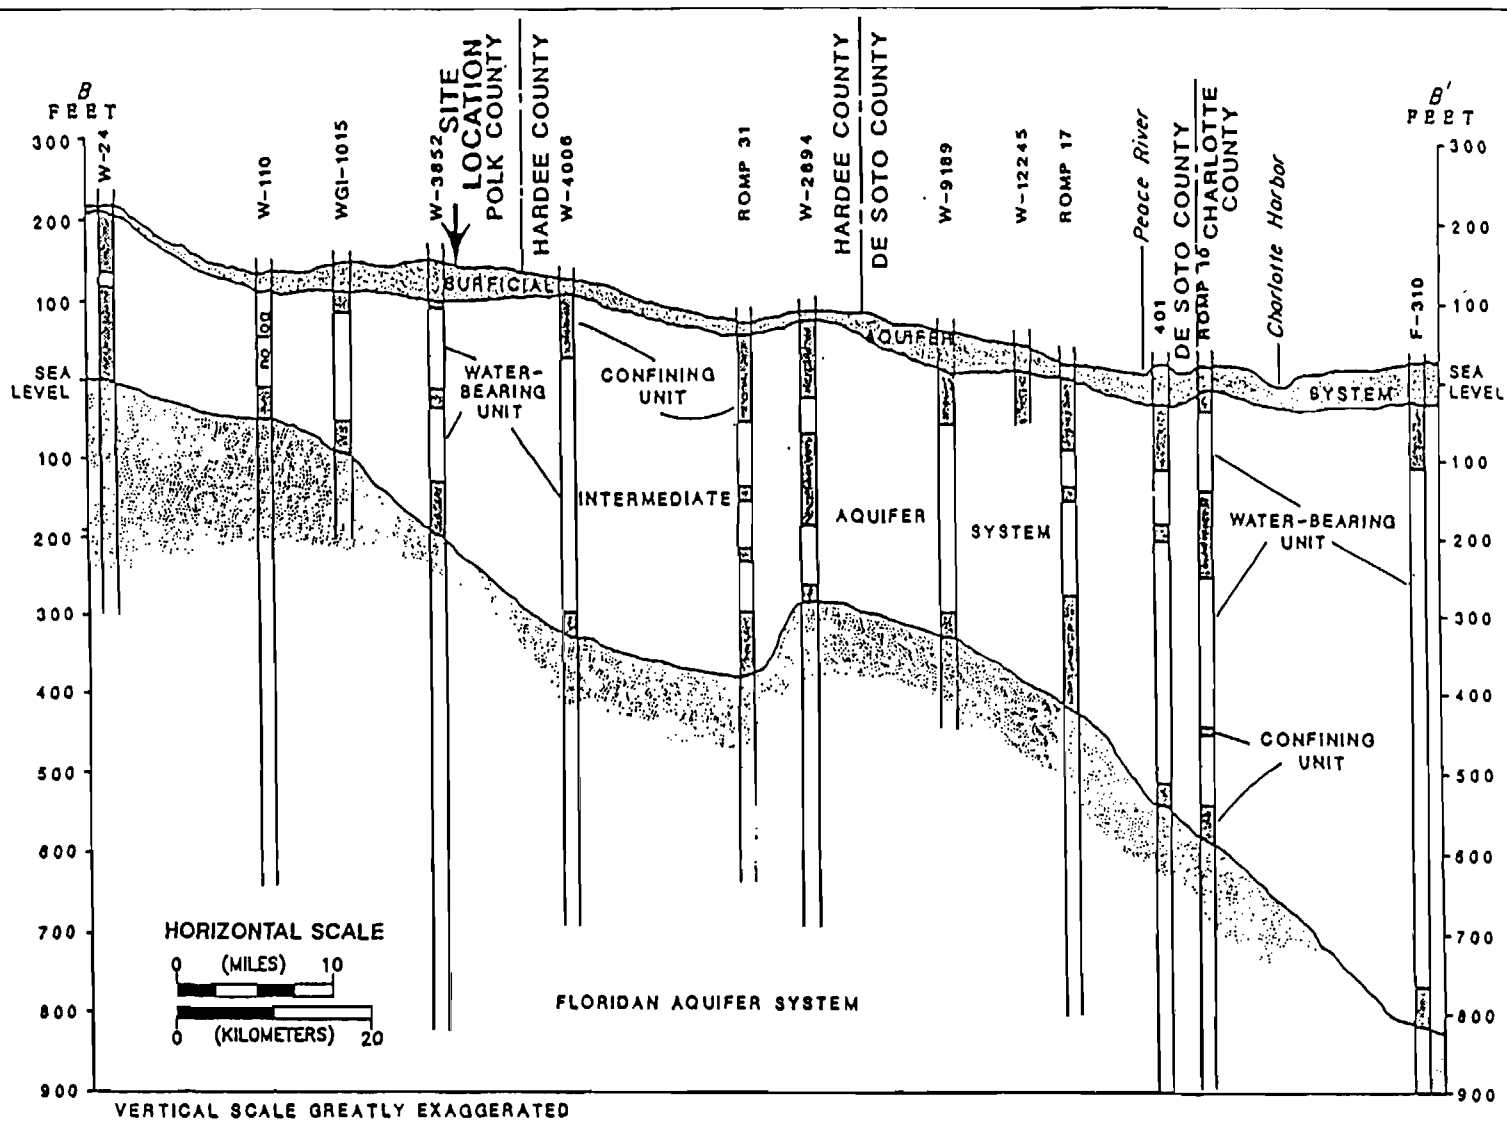 B
FEET
B'
FEET
W-24
W-110
WGI-1015
W-3852
SITE
LOCATION
POLK COUNTY
HARDEE COUNTY
W-4006
ROMP 31
W-2894
HARDEE COUNTY
DE SOTO COUNTY
W-9189
W-12245
ROMP 17
Peace River
401
DE SOTO COUNTY
ROMP 16
CHARLOTTE
COUNTY
Charlotte Harbor
F-310
300
200
100
SEA
LEVEL
100
200
300
400
500
600
700
800
900
300
200
100
SEA
LEVEL
100
200
300
400
500
600
700
800
900
SURFICIAL
AQUIFER
SYSTEM
no log
WATER-
BEARING
UNIT
CONFINING
UNIT
INTERMEDIATE
AQUIFER
SYSTEM
WATER-BEARING
UNIT
CONFINING
UNIT
HORIZONTAL SCALE
0 (MILES) 10
0 (KILOMETERS) 20
FLORIDAN AQUIFER SYSTEM
VERTICAL SCALE GREATLY EXAGGERATED